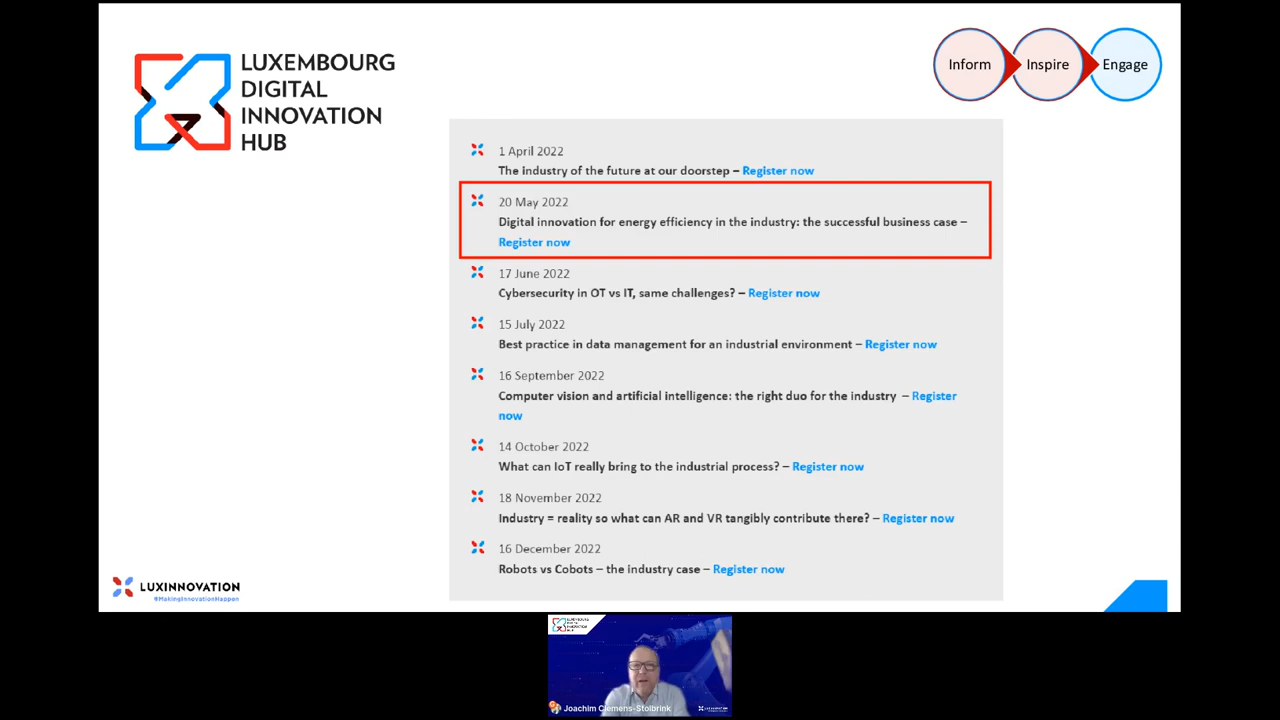 LUXEMBOURG
DIGITAL
INNOVATION
HUB
Inform
Inspire
Engage
1 April 2022
The industry of the future at our doorstep – Register now
20 May 2022
Digital innovation for energy efficiency in the industry: the successful business case –
Register now
17 June 2022
Cybersecurity in OT vs IT, same challenges? – Register now
15 July 2022
Best practice in data management for an industrial environment – Register now
16 September 2022
Computer vision and artificial intelligence: the right duo for the industry – Register
now
14 October 2022
What can IoT really bring to the industrial process? – Register now
18 November 2022
Industry = reality so what can AR and VR tangibly contribute there? – Register now
16 December 2022
Robots vs Cobots – the industry case – Register now
LUXINNOVATION
#MakingInnovationHappen
LUXEMBOURG
DIGITAL
INNOVATION
HUB
Joachim Clemens-Stolbrink
LUXINNOVATION